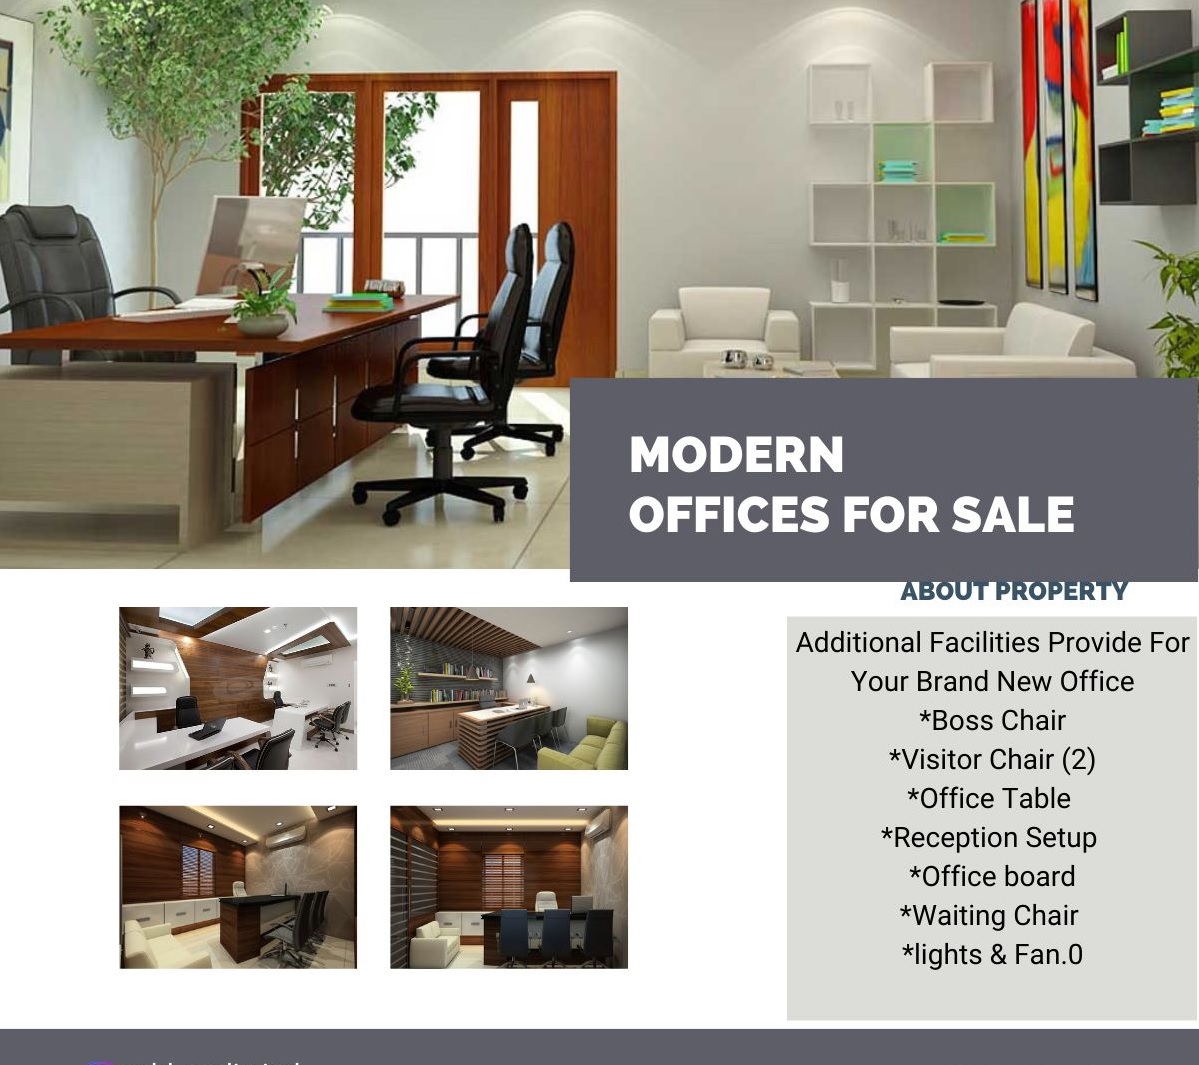 MODERN
OFFICES FOR SALE
ABOUT PROPERTY
Additional Facilities Provide For
Your Brand New Office
*Boss Chair
*Visitor Chair (2)
*Office Table
*Reception Setup
*Office board
*Waiting Chair
*lights & Fan.0